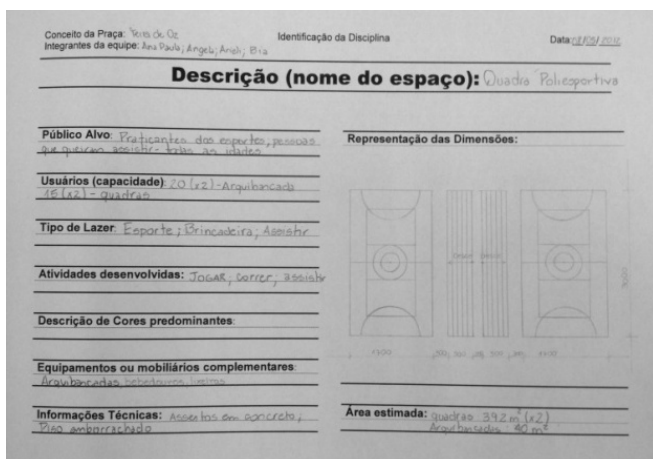 Conceito da Praça: Terra de Oz
Identificação da Disciplina
Data:
Integrantes da equipe: Ana Paula; Angela; Arieli; Bia
Descrição (nome do espaço): Quadra Poliesportiva
Público Alvo: Praticantes dos esportes, pessoas
que queiram assistir - todas as idades
Usuários (capacidade): 20 (x2) - Arquibancada
15 (x2) - quadras
Tipo de Lazer: Esporte; Brincadeira; Assistir
Atividades desenvolvidas: JOGAR; correr; assistir
Descrição de Cores predominantes:
Equipamentos ou mobiliários complementares:
Arquibancadas, bebedouros, lixeiras
Informações Técnicas: Assentos em concreto;
Piso emborrachado
Representação das Dimensões:
Área estimada: quadras 392 m² (x2)
Arquibancadas: 40 m²